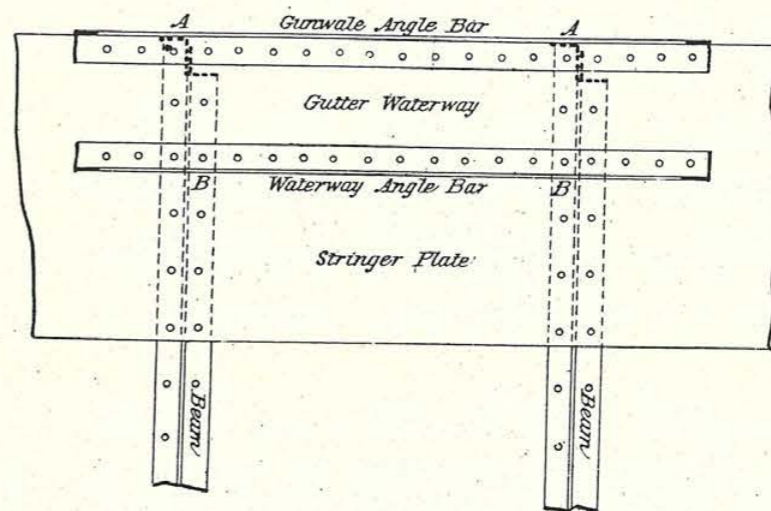 A
Gunwale Angle Bar
A
Gutter Waterway
B
Waterway Angle Bar
B
Stringer Plate
Beam
Beam